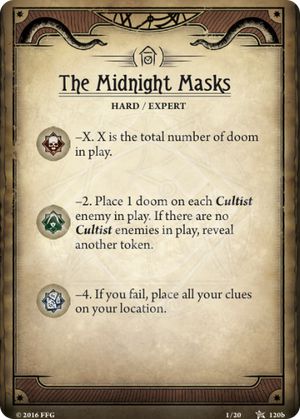 The Midnight Masks
HARD / EXPERT
–X. X is the total number of doom
in play.
–2. Place 1 doom on each Cultist
enemy in play. If there are no
Cultist enemies in play, reveal
another token.
–4. If you fail, place all your clues
on your location.
© 2016 FFG 1/20 120b